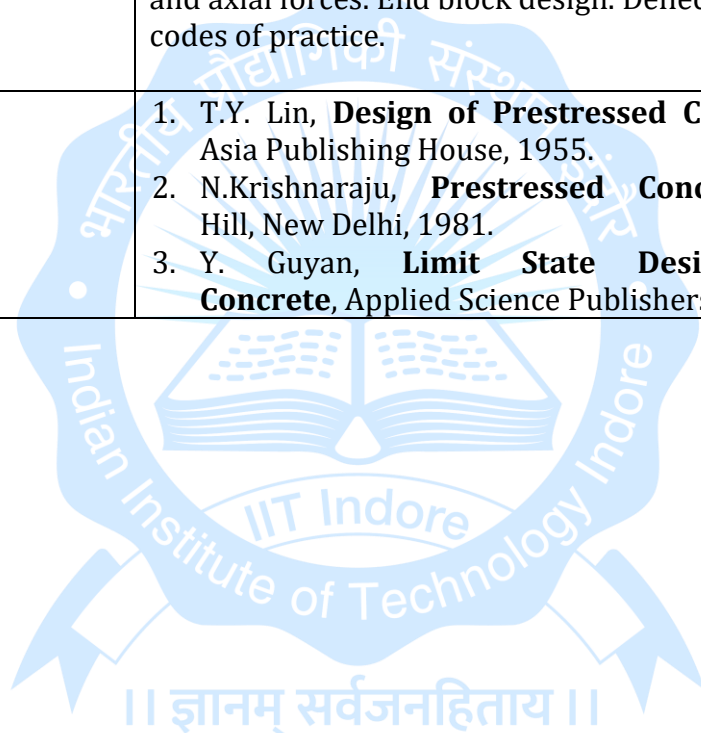 and axial forces. End block design. Deflec
codes of practice.
1. T.Y. Lin, Design of Prestressed C
Asia Publishing House, 1955.
2. N.Krishnaraju, Prestressed Conc
Hill, New Delhi, 1981.
3. Y. Guyan, Limit State Desi
Concrete, Applied Science Publishers
भारतीय प्रौद्योगिकी संस्थान इंदौर
Indian Institute of Technology Indore
IIT Indore
।। ज्ञानम् सर्वजनहिताय ।।